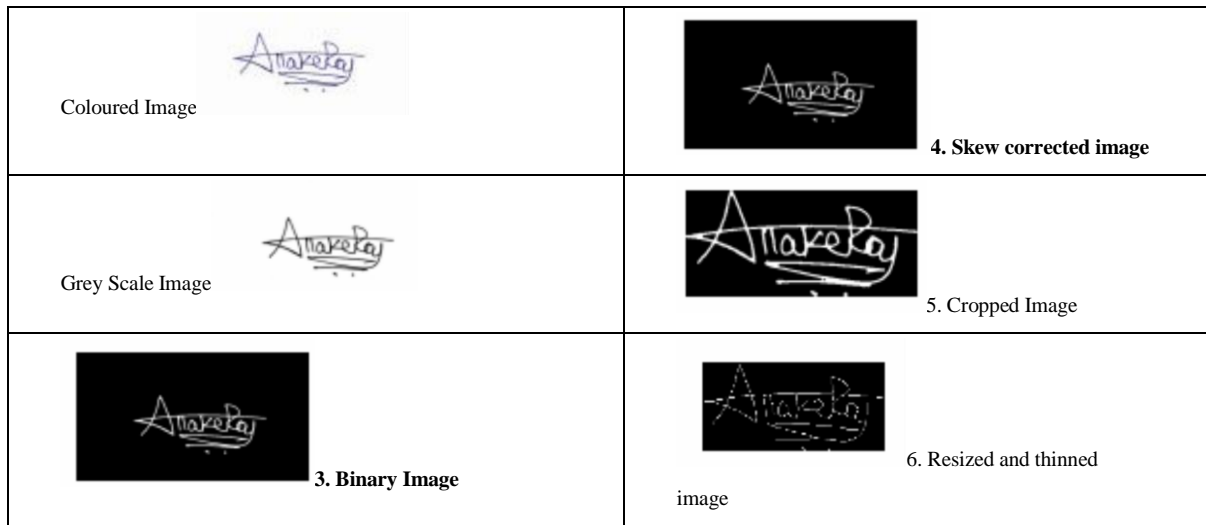 Coloured Image
4. Skew corrected image
Grey Scale Image
5. Cropped Image
3. Binary Image
6. Resized and thinned
image